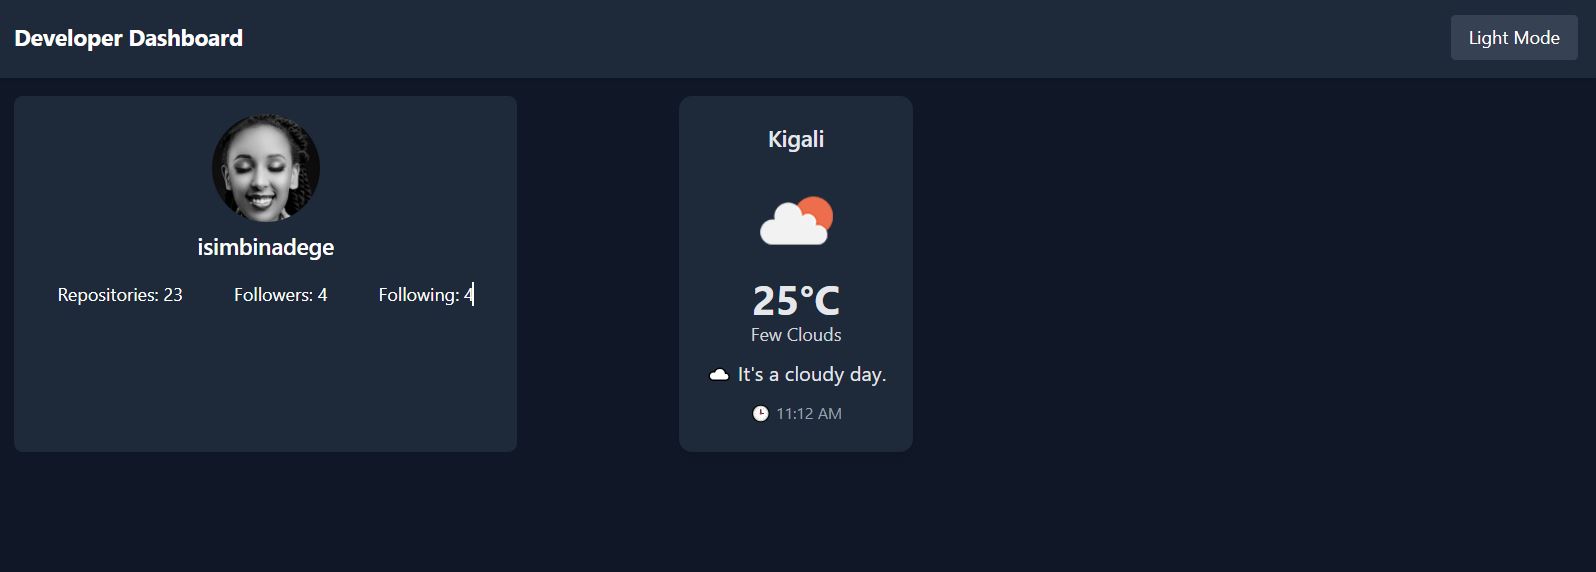 Developer Dashboard
Light Mode
isimbinadege
Repositories: 23
Followers: 4
Following: 4
Kigali
25°C
Few Clouds
It's a cloudy day.
11:12 AM